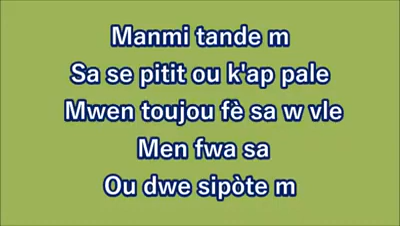 Manmi tande m
Sa se pitit ou k'ap pale
Mwen toujou fè sa w vle
Men fwa sa
Ou dwe sipòte m